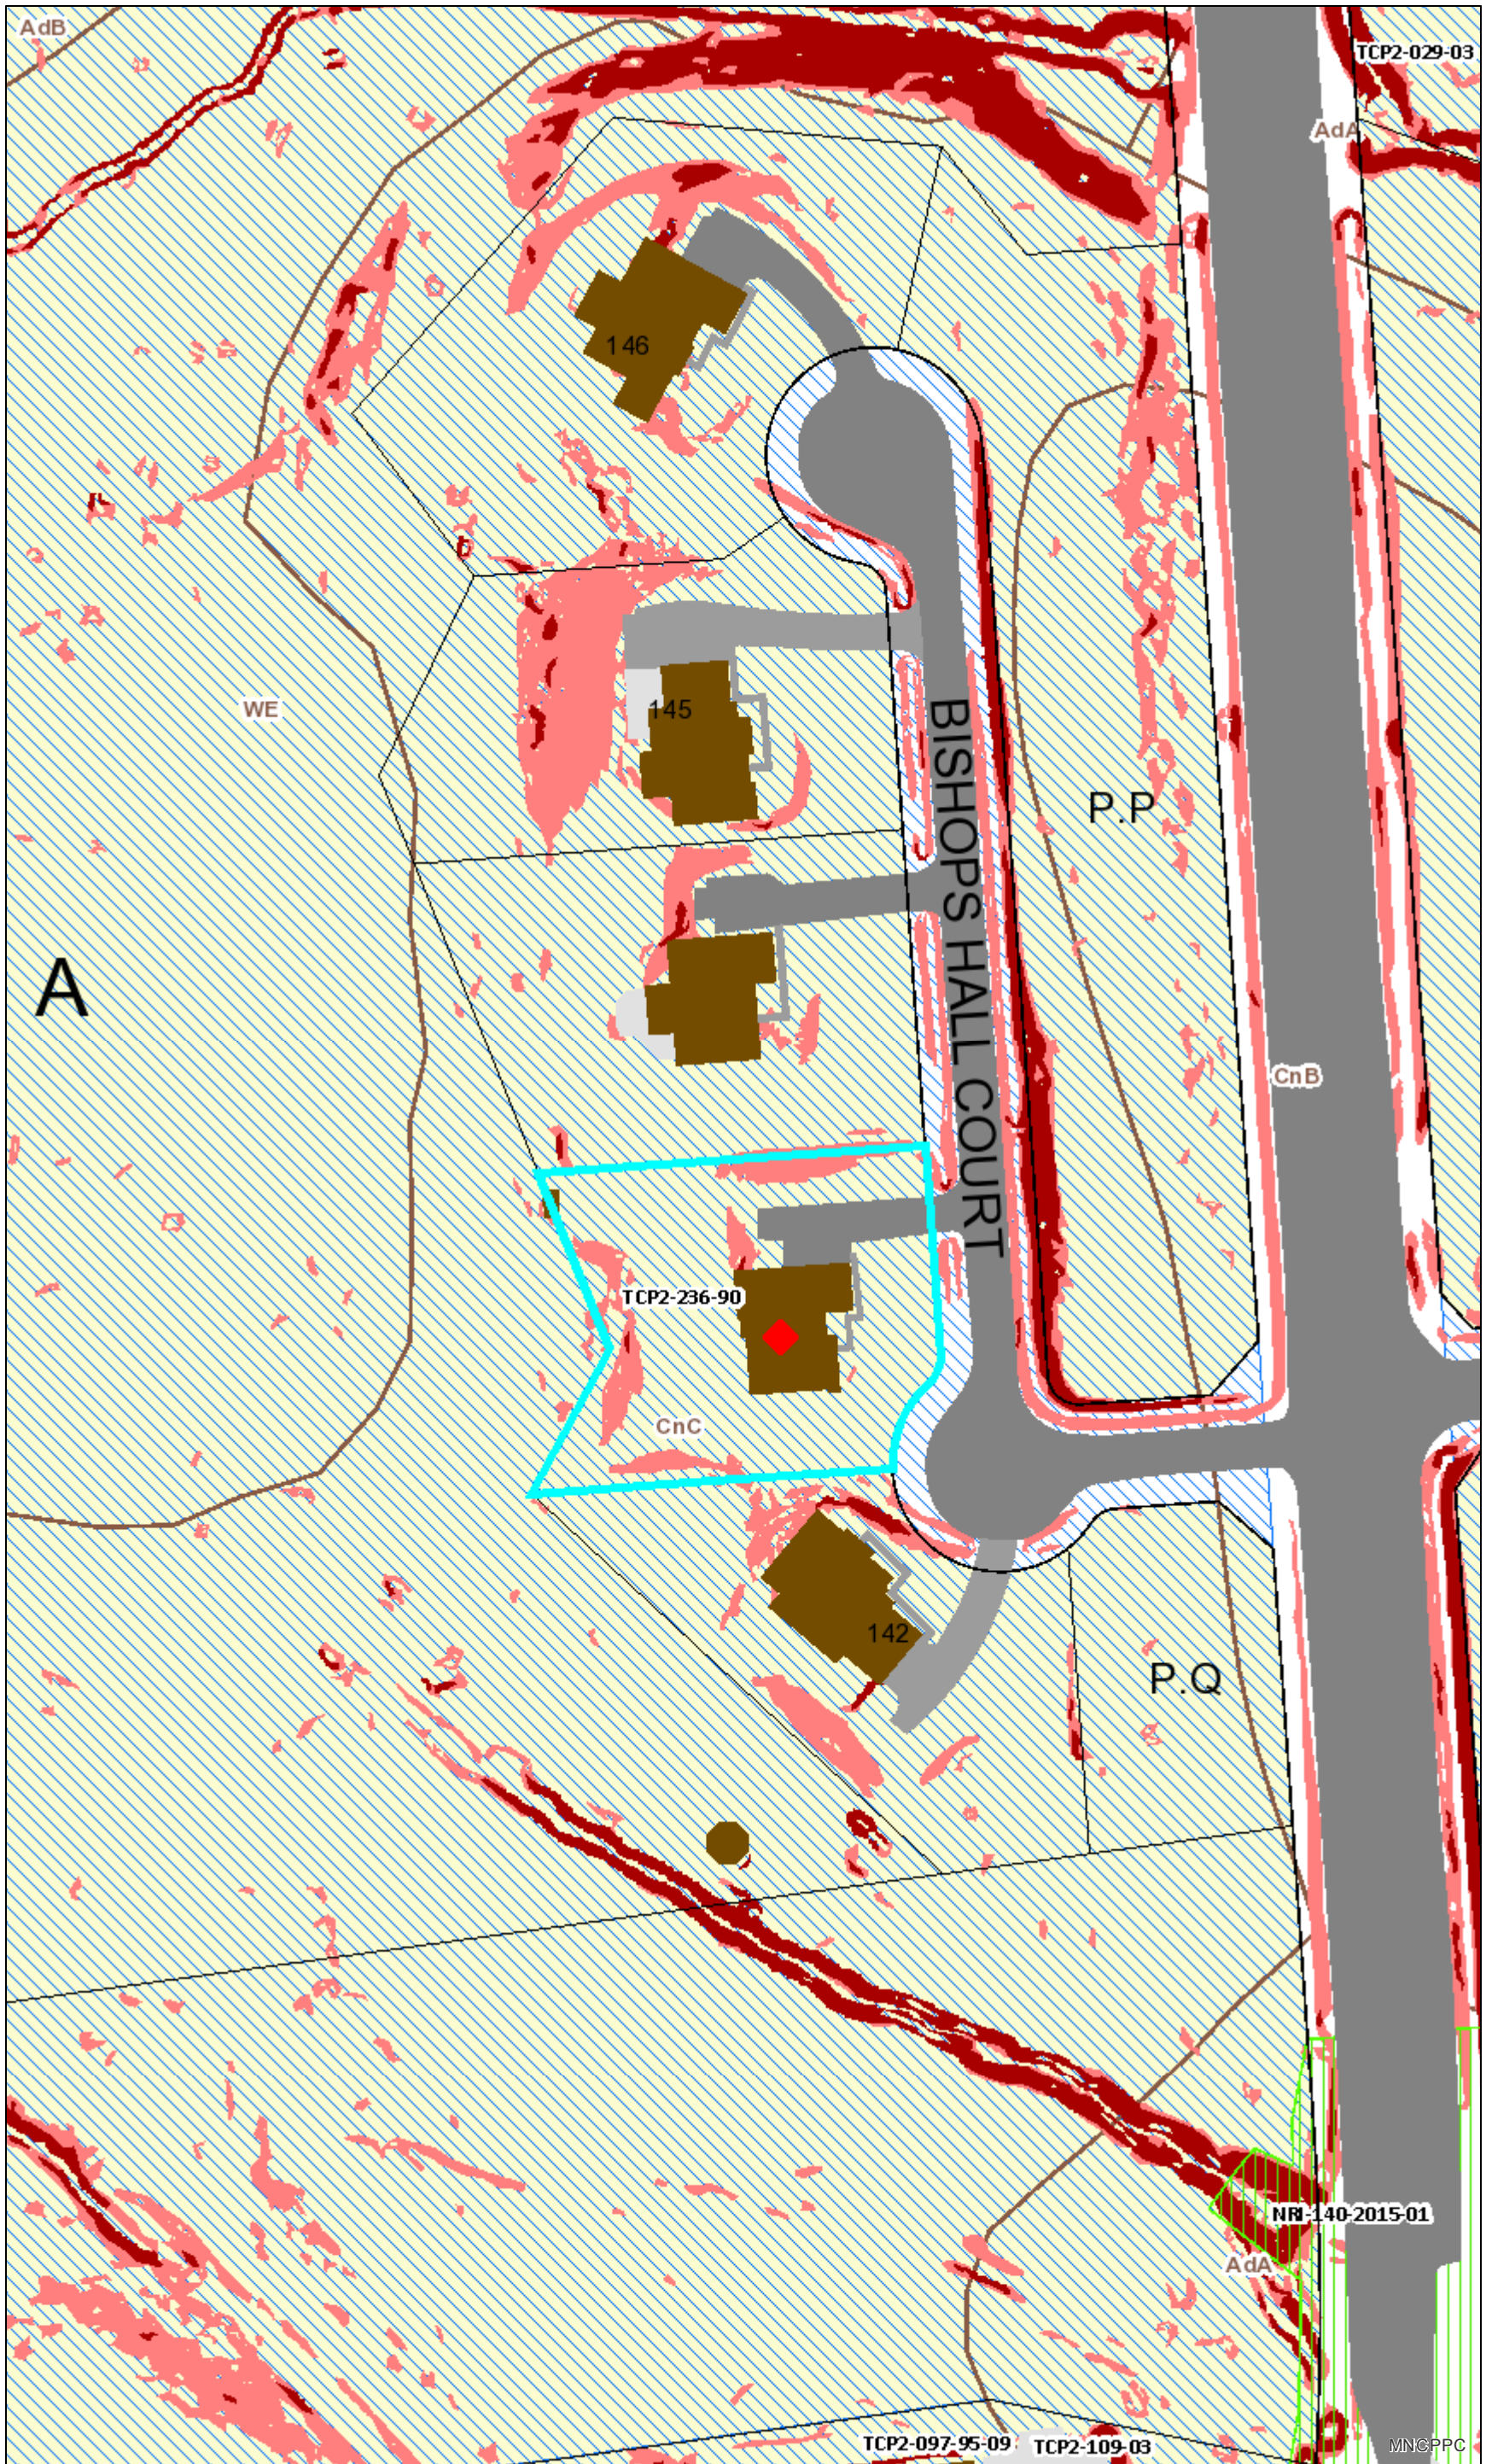 AdB
TCP2-029-03
AdA
146
145
WE
BISHOPS HALL COURT
P.P
A
CnB
TCP2-236-90
CnC
142
P.Q
NRI-140-2015-01
AdA
TCP2-097-95-09
TCP2-109-03
MNCPPC